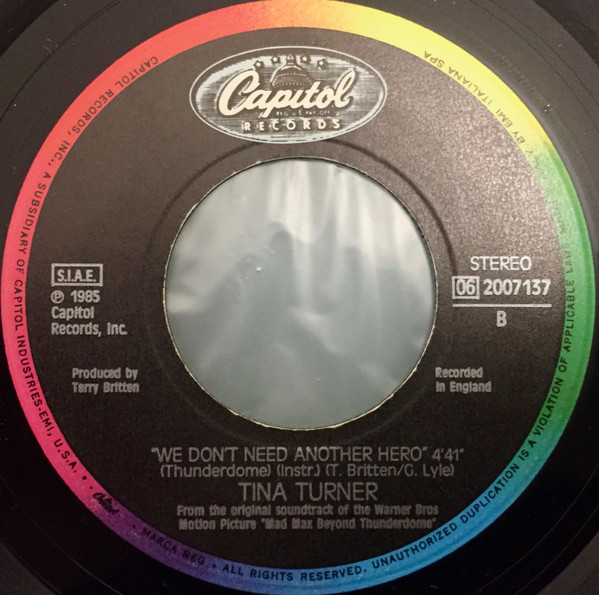 Capitol
RECORDS
S.I.A.E.
℗ 1985
Capitol
Records, Inc.
Produced by
Terry Britten
STEREO
06 2007137
B
Recorded
in England
"WE DON'T NEED ANOTHER HERO" 4'41"
(Thunderdome) (Instr.) (T. Britten/G. Lyle)
TINA TURNER
From the original soundtrack of the Warner Bros
Motion Picture "Mad Max Beyond Thunderdome"
BY EMI ITALIANA SPA
CAPITOL RECORDS, INC., A SUBSIDIARY OF CAPITOL INDUSTRIES-EMI, U.S.A. •
Capitol
• MARCA REG • ALL RIGHTS RESERVED. UNAUTHORIZED DUPLICATION IS A VIOLATION OF APPLICABLE LAWS